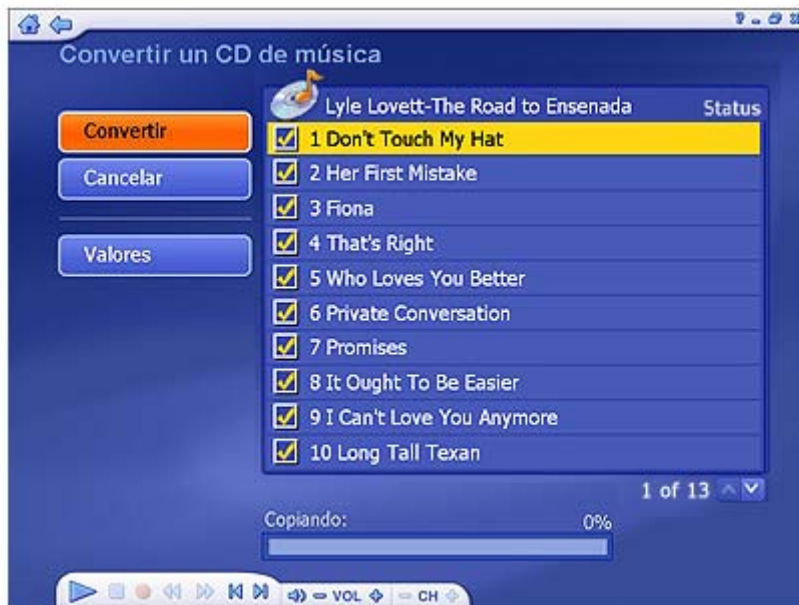 Convertir un CD de música
Lyle Lovett-The Road to Ensenada Status
Convertir
Cancelar
Valores
1 Don't Touch My Hat
2 Her First Mistake
3 Fiona
4 That's Right
5 Who Loves You Better
6 Private Conversation
7 Promises
8 It Ought To Be Easier
9 I Can't Love You Anymore
10 Long Tall Texan
1 of 13
Copiando: 0%
VOL CH